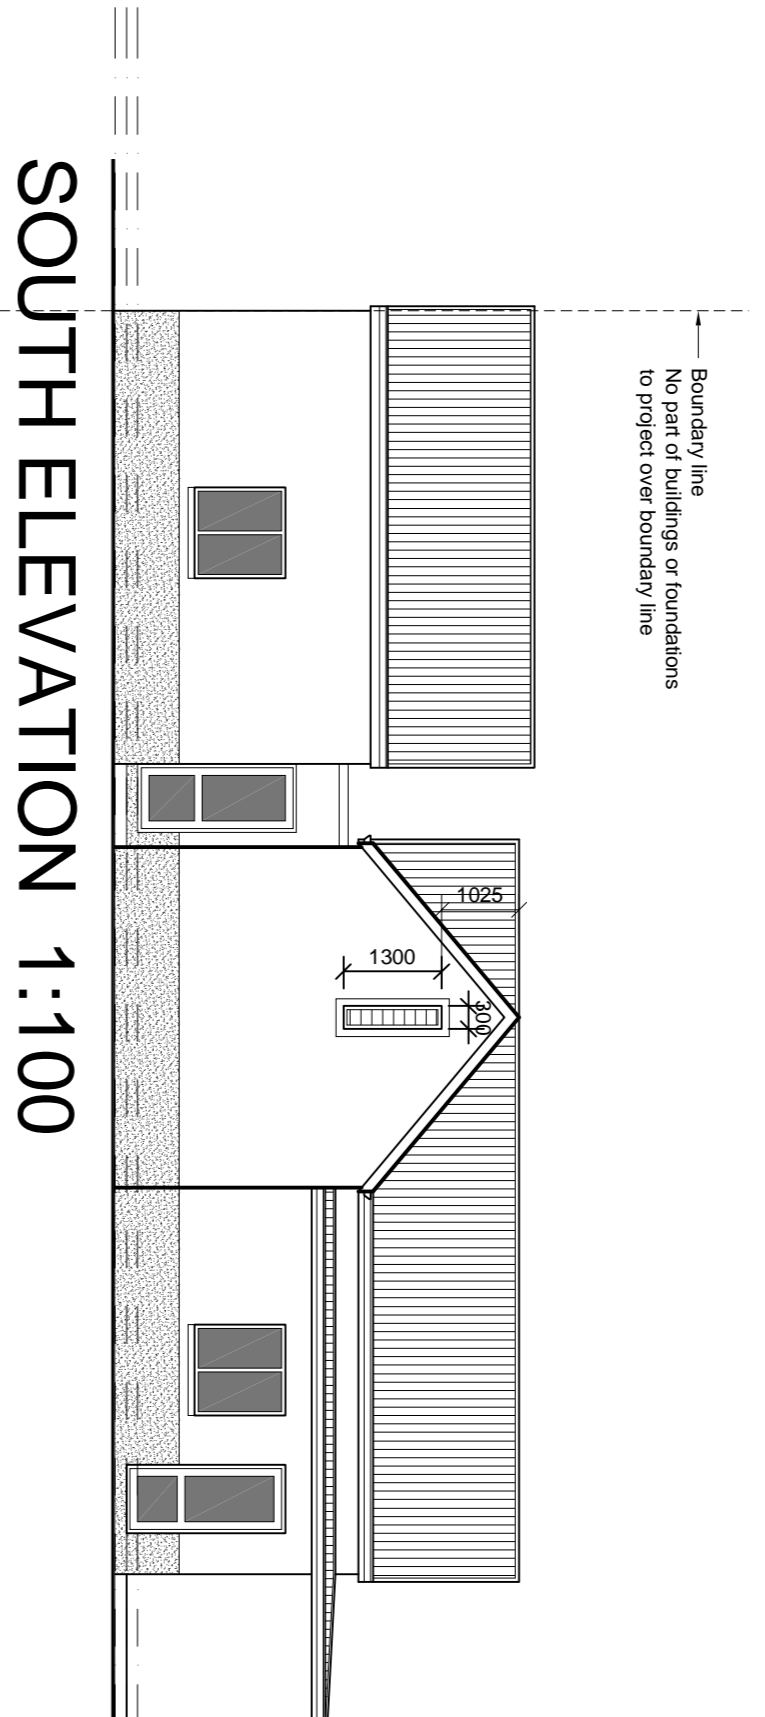 Boundary line
No part of buildings or foundations
to project over boundary line
1025
1300
300
SOUTH ELEVATION 1:100